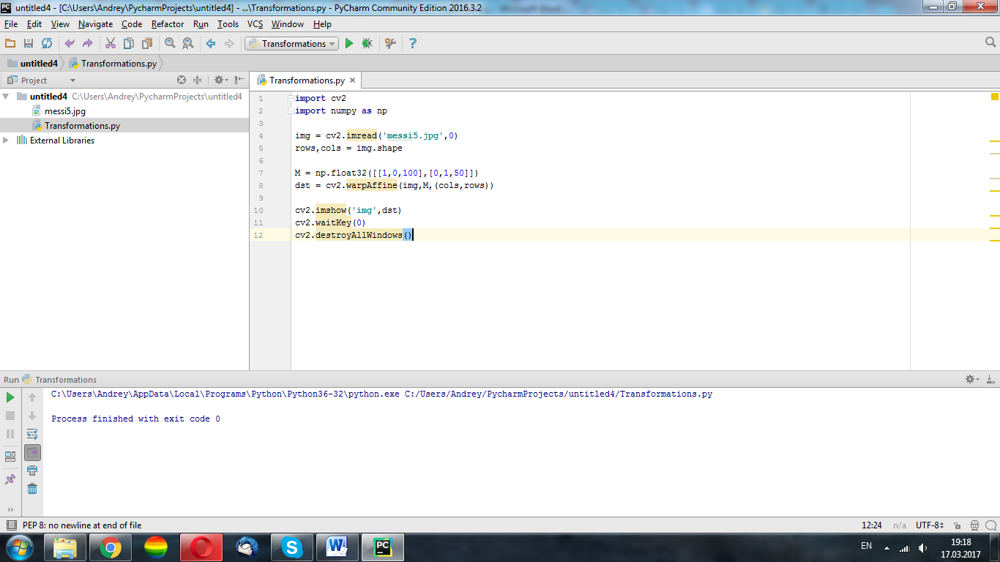 untitled4 - [C:\Users\Andrey\PycharmProjects\untitled4] - ...\Transformations.py - PyCharm Community Edition 2016.3.2
File Edit View Navigate Code Refactor Run Tools VCS Window Help
Transformations
untitled4 Transformations.py
Project
Transformations.py
untitled4 C:\Users\Andrey\PycharmProjects\untitled4
messi5.jpg
Transformations.py
External Libraries
1 import cv2
2 import numpy as np
3
4 img = cv2.imread('messi5.jpg',0)
5 rows,cols = img.shape
6
7 M = np.float32([[1,0,100],[0,1,50]])
8 dst = cv2.warpAffine(img,M,(cols,rows))
9
10 cv2.imshow('img',dst)
11 cv2.waitKey(0)
12 cv2.destroyAllWindows()
Run Transformations
C:\Users\Andrey\AppData\Local\Programs\Python\Python36-32\python.exe C:/Users/Andrey/PycharmProjects/untitled4/Transformations.py
Process finished with exit code 0
PEP 8: no newline at end of file 12:24 n/a UTF-8
EN 19:18
17.03.2017